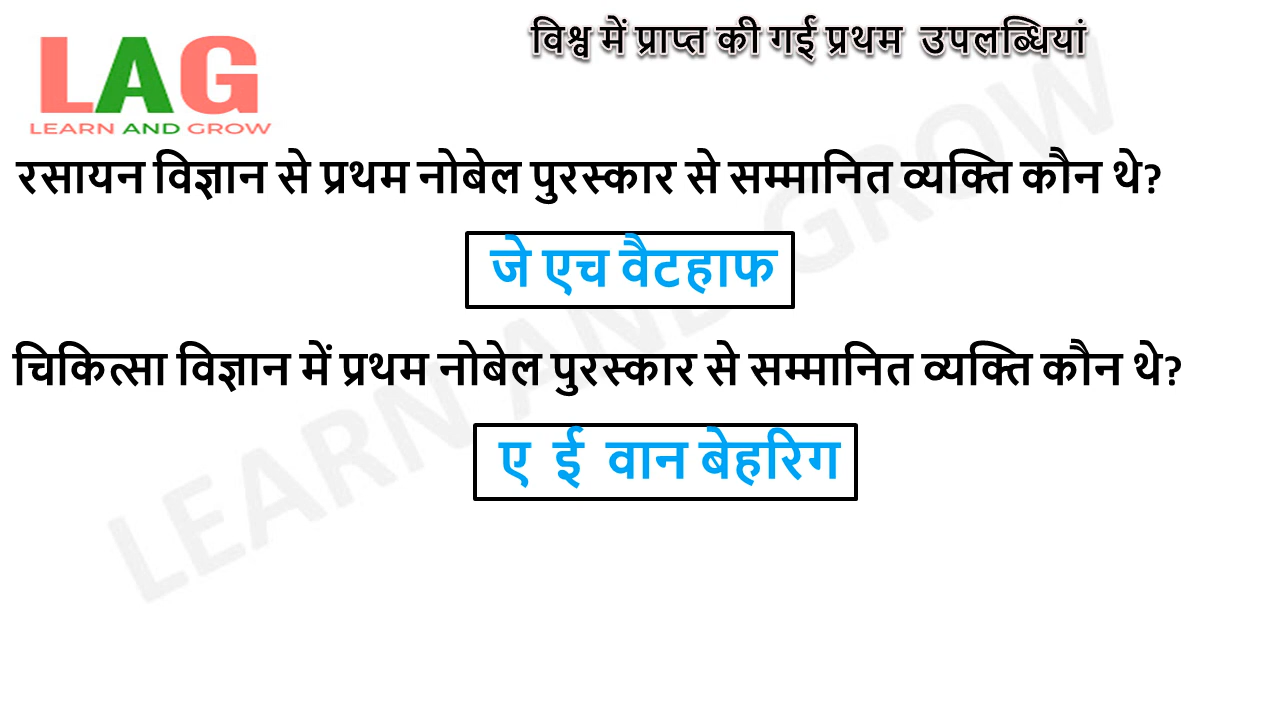 विश्व में प्राप्त की गई प्रथम उपलब्धियां
LAG
LEARN AND GROW
रसायन विज्ञान से प्रथम नोबेल पुरस्कार से सम्मानित व्यक्ति कौन थे?
जे एच वैटहाफ
चिकित्सा विज्ञान में प्रथम नोबेल पुरस्कार से सम्मानित व्यक्ति कौन थे?
ए ई वान बेहरिग
LEARN AND GROW